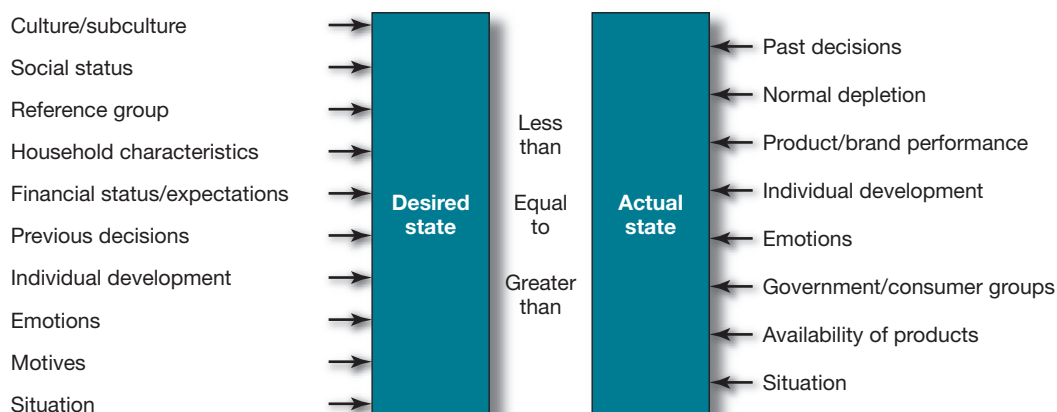 Culture/subculture
Social status
Reference group
Household characteristics
Financial status/expectations
Previous decisions
Individual development
Emotions
Motives
Situation
Desired
state
Less
than
Equal
to
Greater
than
Actual
state
Past decisions
Normal depletion
Product/brand performance
Individual development
Emotions
Government/consumer groups
Availability of products
Situation